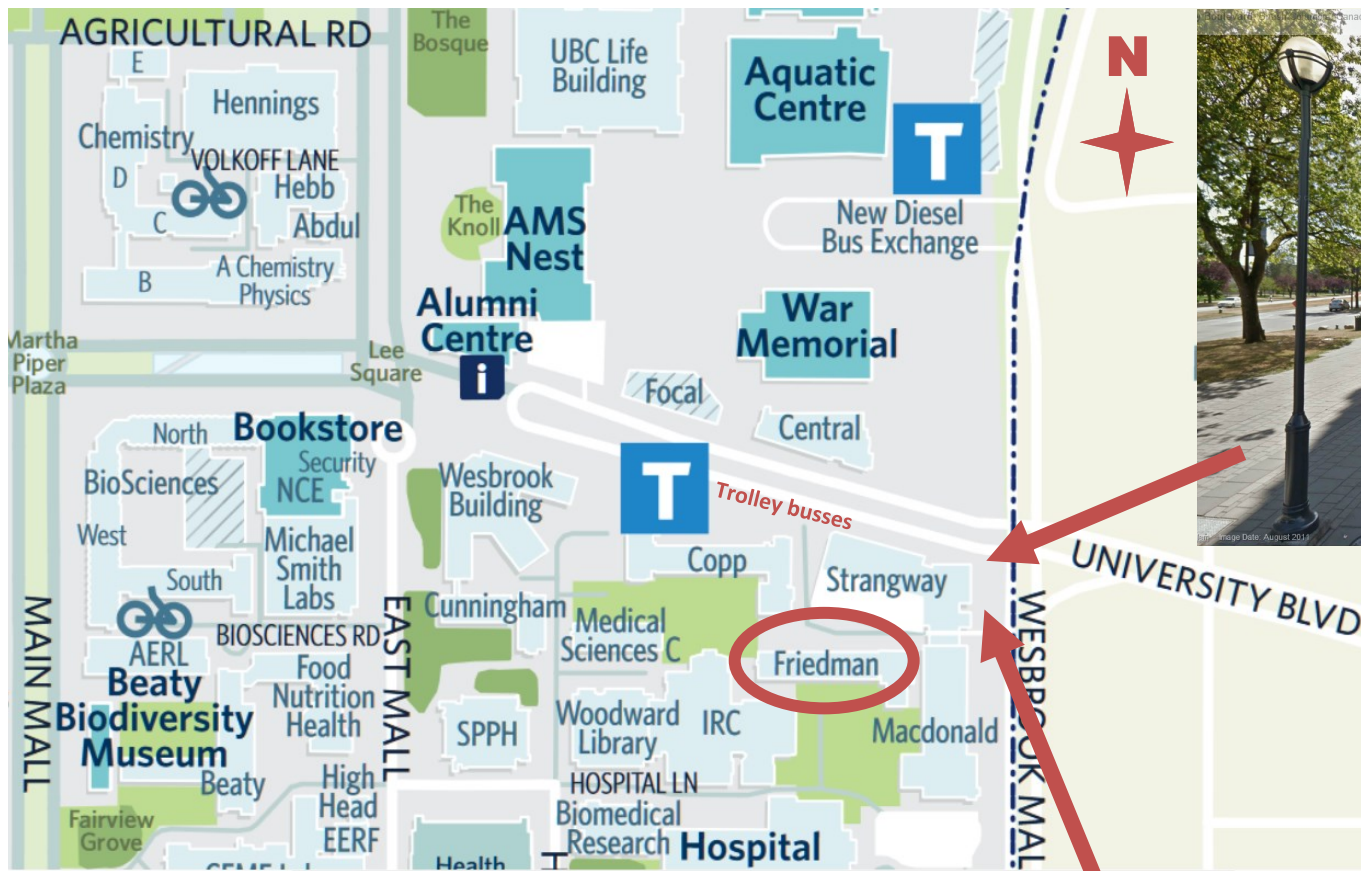 AGRICULTURAL RD
The
Bosque
UBC Life
Building
Aquatic
Centre
N
E
Hennings
Chemistry
VOLKOFF LANE
D
Hebb
C
Abdul
T
The
Knoll
AMS
Nest
New Diesel
Bus Exchange
B
A Chemistry
Physics
Alumni
Centre
War
Memorial
Martha
Piper
Plaza
Lee
Square
i
Focal
North
Bookstore
Security
NCE
BioSciences
Central
Wesbrook
Building
T
Trolley busses
West
Michael
Smith
Labs
South
Copp
Strangway
UNIVERSITY BLVD
Image Date: August 2011
MAIN MALL
EAST MALL
WESBROOK MAL
BIOSCIENCES RD
Cunningham
Medical
Sciences C
Friedman
AERL
Beaty
Biodiversity
Museum
Food
Nutrition
Health
SPPH
Woodward
Library
IRC
Macdonald
Beaty
High
Head
EERF
HOSPITAL LN
Biomedical
Research
Hospital
Fairview
Grove
Health
H